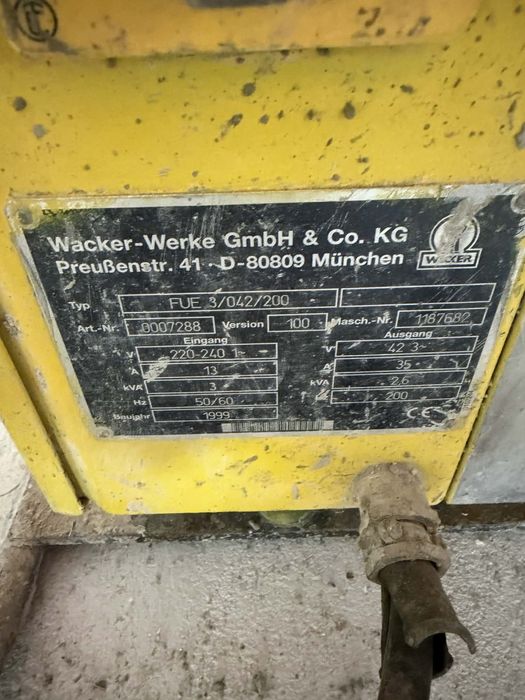 Wacker-Werke GmbH & Co. KG
Preußenstr. 41 · D-80809 München
WACKER
Typ FUE 3/042/200
Art.-Nr. 0007288 Version 100 Masch.-Nr. 1187682
Eingang Ausgang
V 220-240 1~ V 42 3~
A 13 A 35
kVA 3 kVA 2,6
Hz 50/60 200
Baujahr 1999 CE